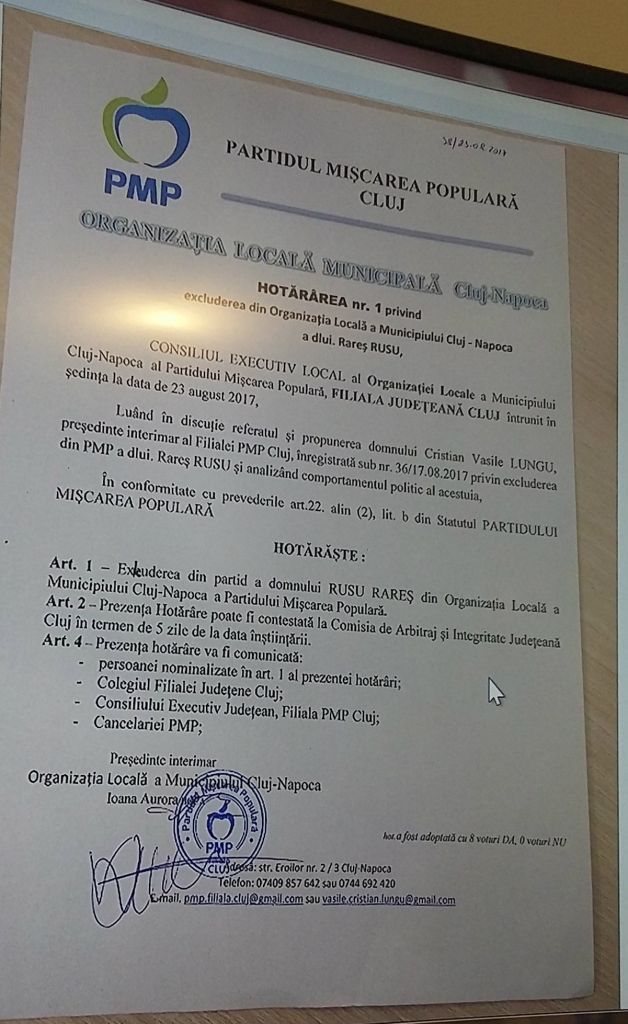 38/23.08.2017
PMP
PARTIDUL MIȘCAREA POPULARĂ
CLUJ
ORGANIZAȚIA LOCALĂ MUNICIPALĂ Cluj-Napoca
HOTĂRÂREA nr. 1 privind
excluderea din Organizația Locală a Municipiului Cluj - Napoca
a dlui. Rareș RUSU,
CONSILIUL EXECUTIV LOCAL al Organizației Locale a Municipiului
Cluj-Napoca al Partidului Mișcarea Populară, FILIALA JUDEȚEANĂ CLUJ întrunit în
ședința la data de 23 august 2017,
Luând în discuție referatul și propunerea domnului Cristian Vasile LUNGU,
președinte interimar al Filialei PMP Cluj, înregistrată sub nr. 36/17.08.2017 privin excluderea
din PMP a dlui. Rareș RUSU și analizând comportamentul politic al acestuia,
În conformitate cu prevederile art.22. alin (2), lit. b din Statutul PARTIDULUI
MIȘCAREA POPULARĂ
HOTĂRĂȘTE :
Art. 1 – Excuderea din partid a domnului RUSU RAREȘ din Organizația Locală a
Municipiului Cluj-Napoca a Partidului Mișcarea Populară.
Art. 2 – Prezența Hotărâre poate fi contestată la Comisia de Arbitraj și Integritate Județeană
Cluj în termen de 5 zile de la data înștiințării.
Art. 4 – Prezența hotărâre va fi comunicată:
- persoanei nominalizate în art. 1 al prezentei hotărâri;
- Colegiul Filialei Județene Cluj;
- Consiliului Executiv Județean, Filiala PMP Cluj;
- Cancelariei PMP;
Președinte interimar
Organizația Locală a Municipiului Cluj-Napoca
Ioana Aurora
Partidul Mișcarea Populară
PMP
CLUJ
hot.a fost adoptată cu 8 voturi DA, 0 voturi NU
Adresă: str. Eroilor nr. 2 / 3 Cluj-Napoca
Telefon: 07409 857 642 sau 0744 692 420
Email. pmp.filiala.cluj@gmail.com sau vasile.cristian.lungu@gmail.com